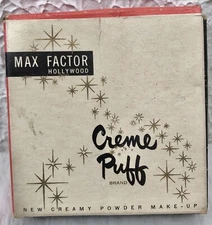 MAX FACTOR
HOLLYWOOD
Creme
Puff
BRAND
NEW CREAMY POWDER MAKE-UP